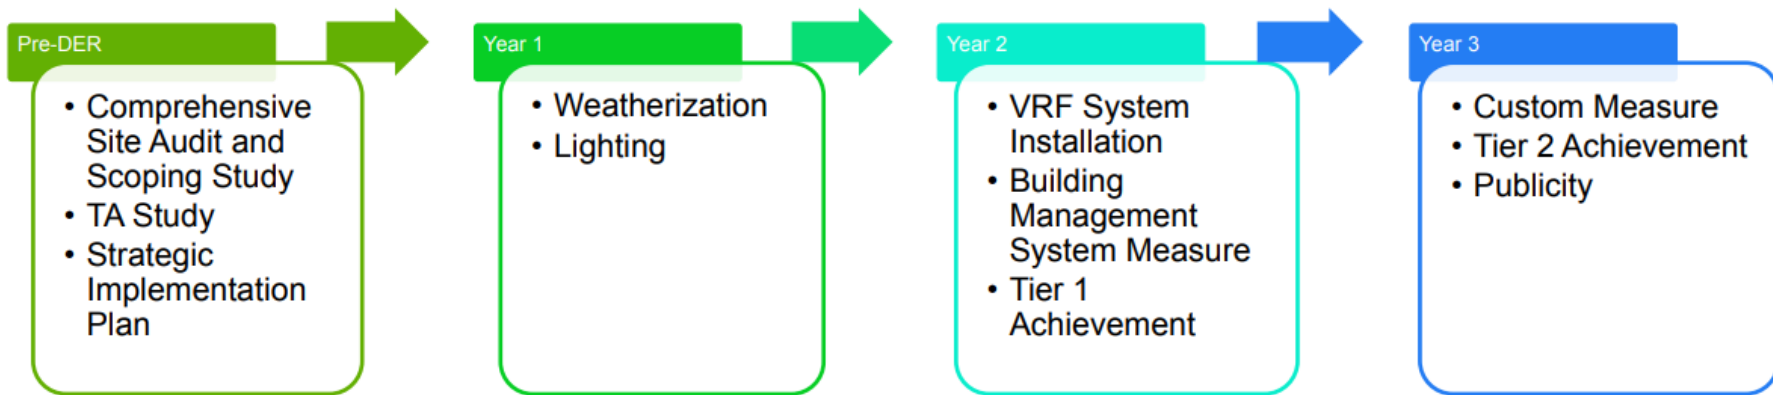 Pre-DER
• Comprehensive
Site Audit and
Scoping Study
• TA Study
• Strategic
Implementation
Plan
Year 1
• Weatherization
• Lighting
Year 2
• VRF System
Installation
• Building
Management
System Measure
• Tier 1
Achievement
Year 3
• Custom Measure
• Tier 2 Achievement
• Publicity